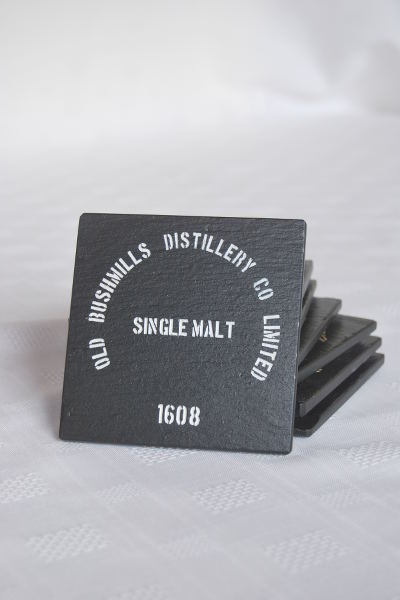 OLD BUSHMILLS DISTILLERY CO LIMITED
SINGLE MALT
1608